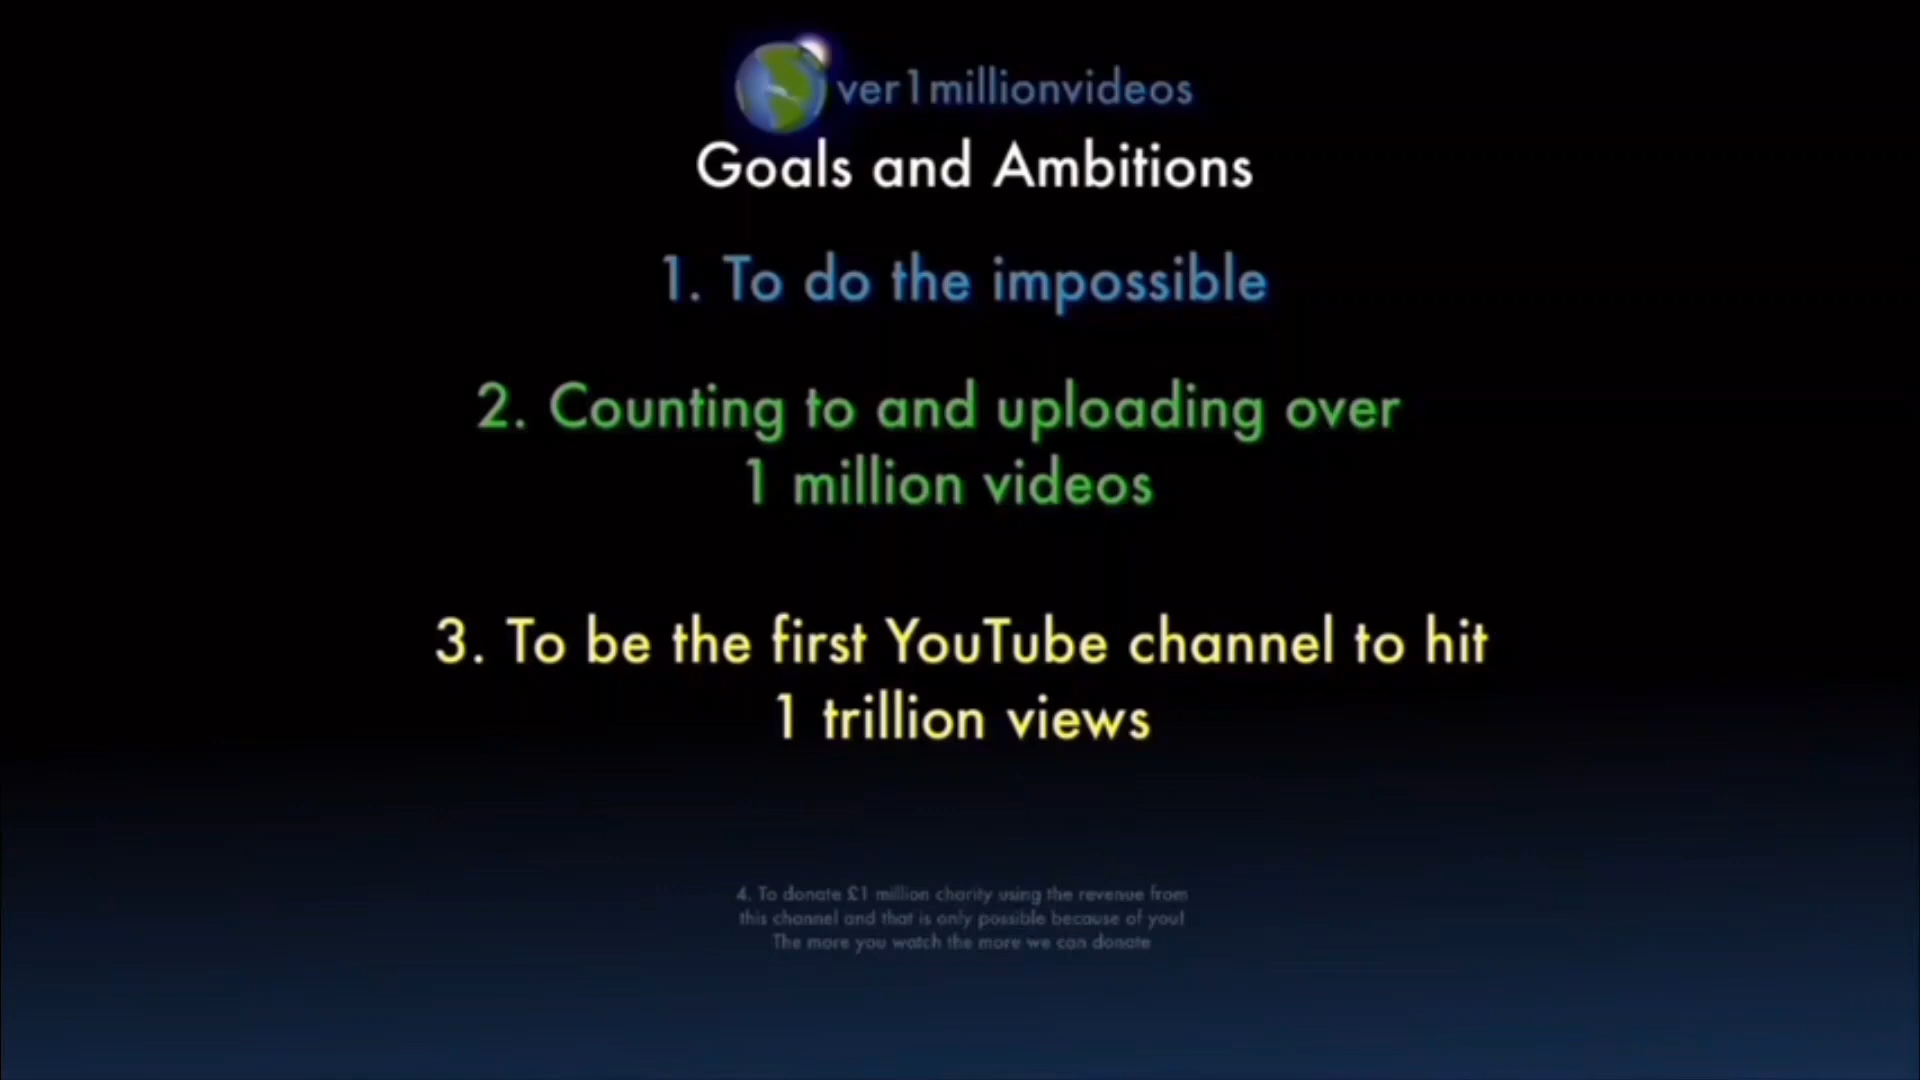 ver1millionvideos
Goals and Ambitions
1. To do the impossible
2. Counting to and uploading over
1 million videos
3. To be the first YouTube channel to hit
1 trillion views
4. To donate £1 million charity using the revenue from
this channel and that is only possible because of you!
The more you watch the more we can donate